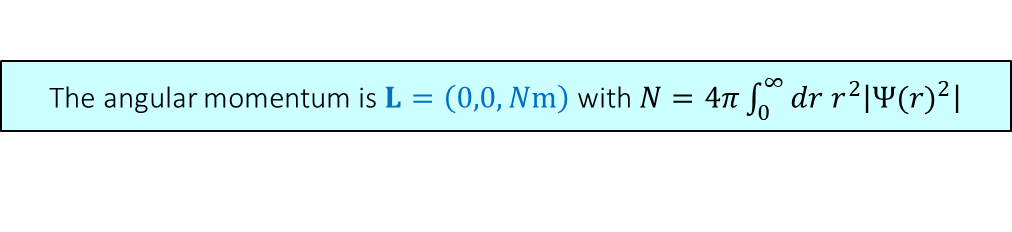 The angular momentum is L = (0,0, Nm) with N = 4π ∫₀^∞ dr r²|Ψ(r)²|